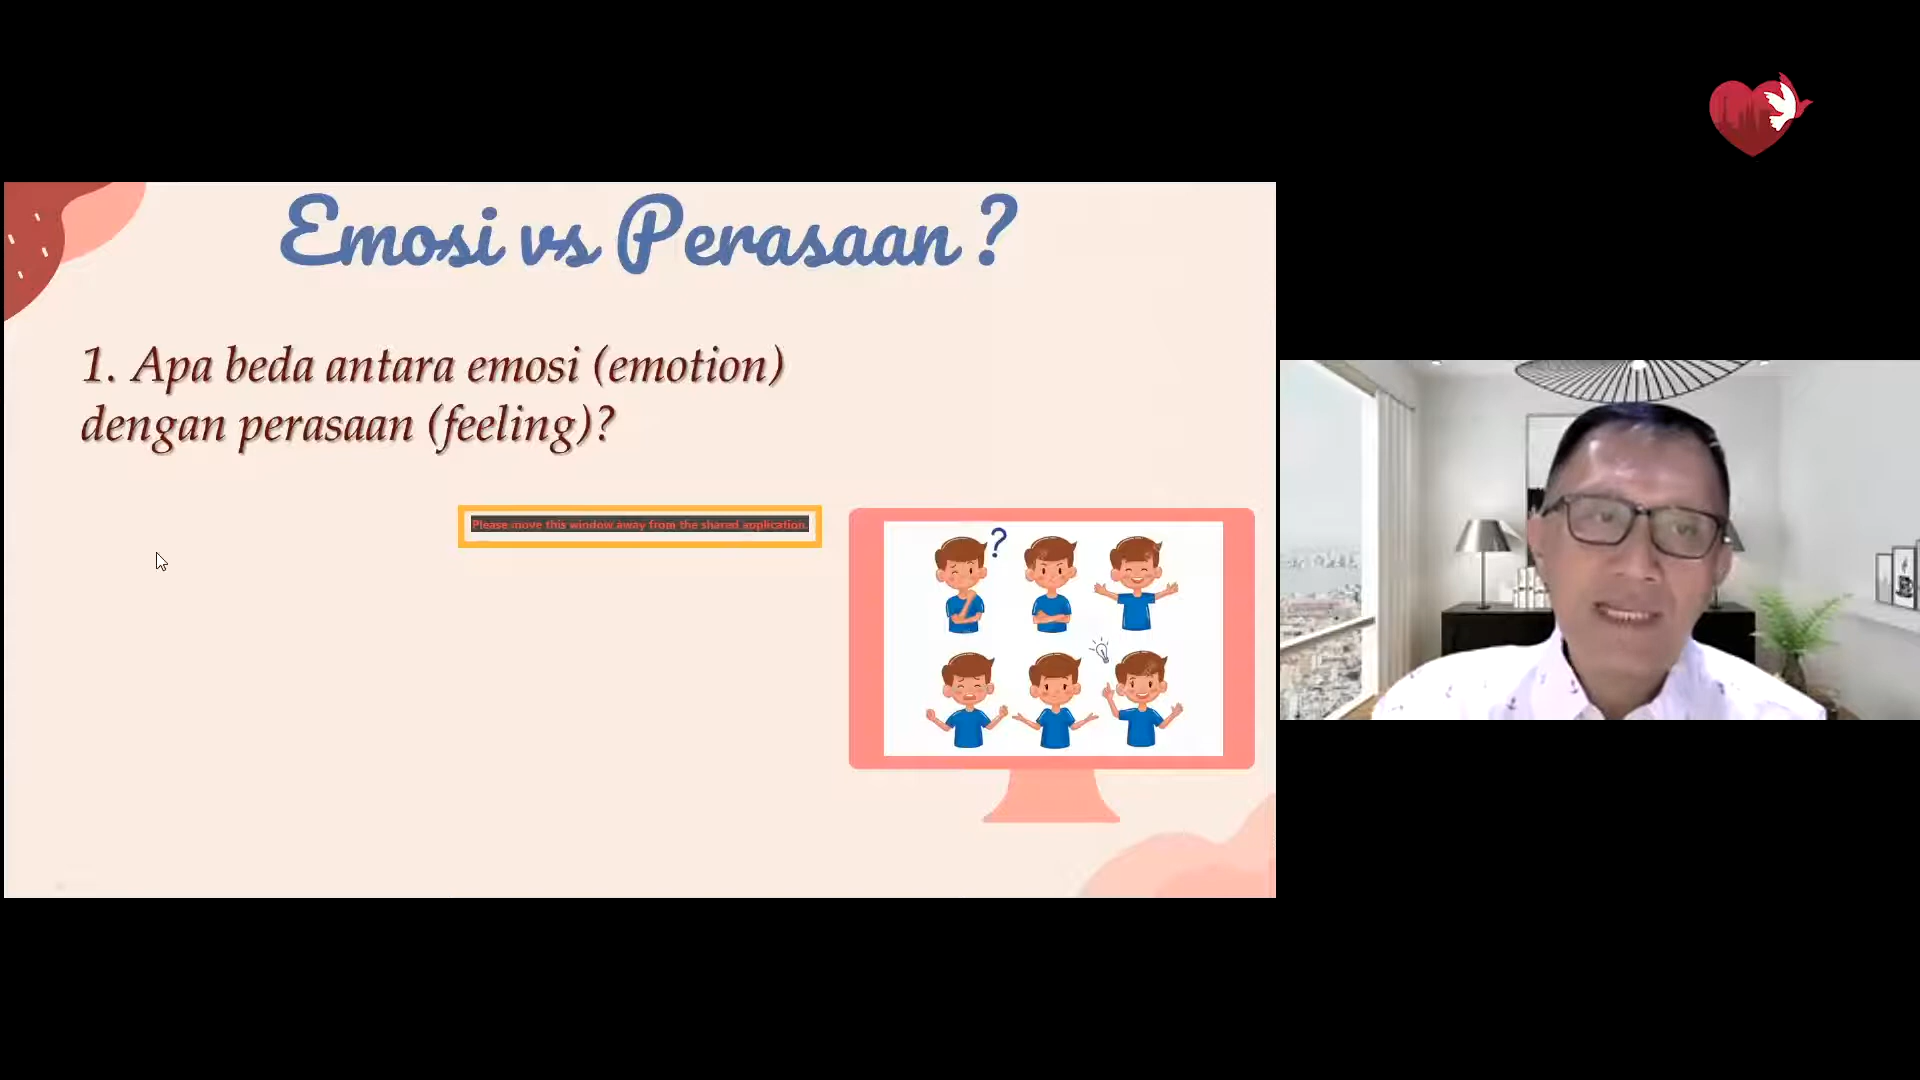 Emosi vs Perasaan ?
1. Apa beda antara emosi (emotion)
dengan perasaan (feeling)?
Please move this window away from the shared application.
?